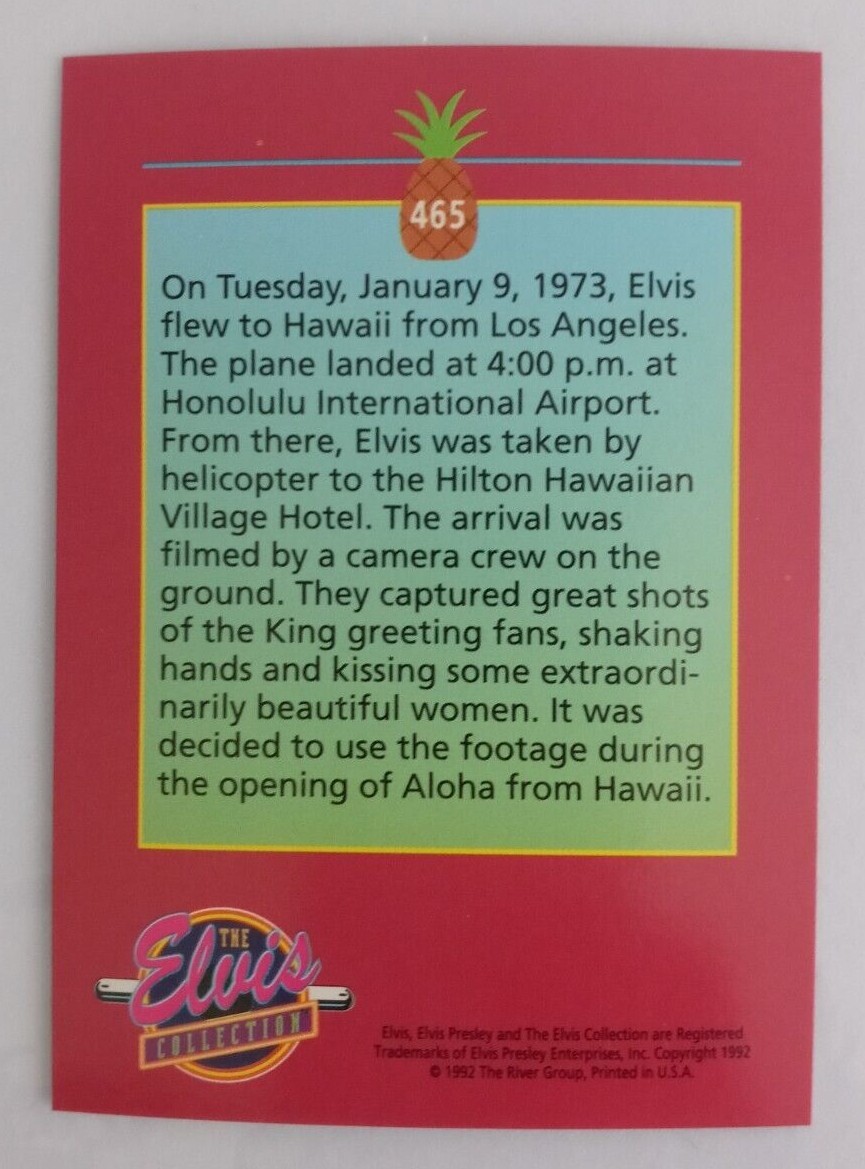 465
On Tuesday, January 9, 1973, Elvis
flew to Hawaii from Los Angeles.
The plane landed at 4:00 p.m. at
Honolulu International Airport.
From there, Elvis was taken by
helicopter to the Hilton Hawaiian
Village Hotel. The arrival was
filmed by a camera crew on the
ground. They captured great shots
of the King greeting fans, shaking
hands and kissing some extraordi-
narily beautiful women. It was
decided to use the footage during
the opening of Aloha from Hawaii.
THE
Elvis
COLLECTION
Elvis, Elvis Presley and The Elvis Collection are Registered
Trademarks of Elvis Presley Enterprises, Inc. Copyright 1992
© 1992 The River Group, Printed in U.S.A.